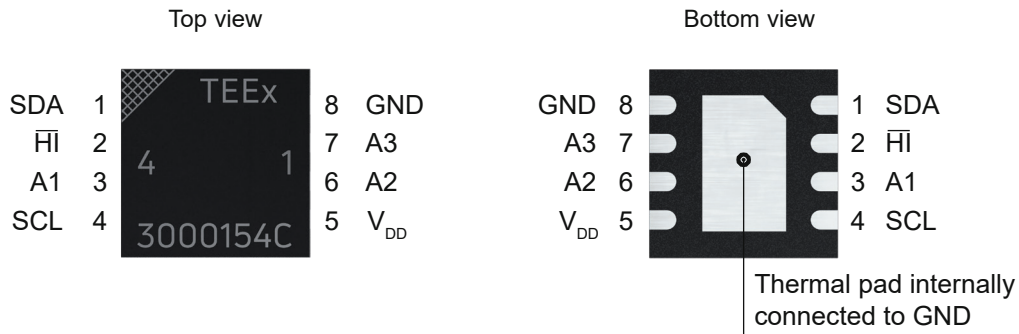 Top view
SDA 1
H̅I̅ 2
A1 3
SCL 4
TEEx
4 1
3000154C
8 GND
7 A3
6 A2
5 VDD
Bottom view
GND 8
A3 7
A2 6
VDD 5
1 SDA
2 H̅I̅
3 A1
4 SCL
Thermal pad internally
connected to GND